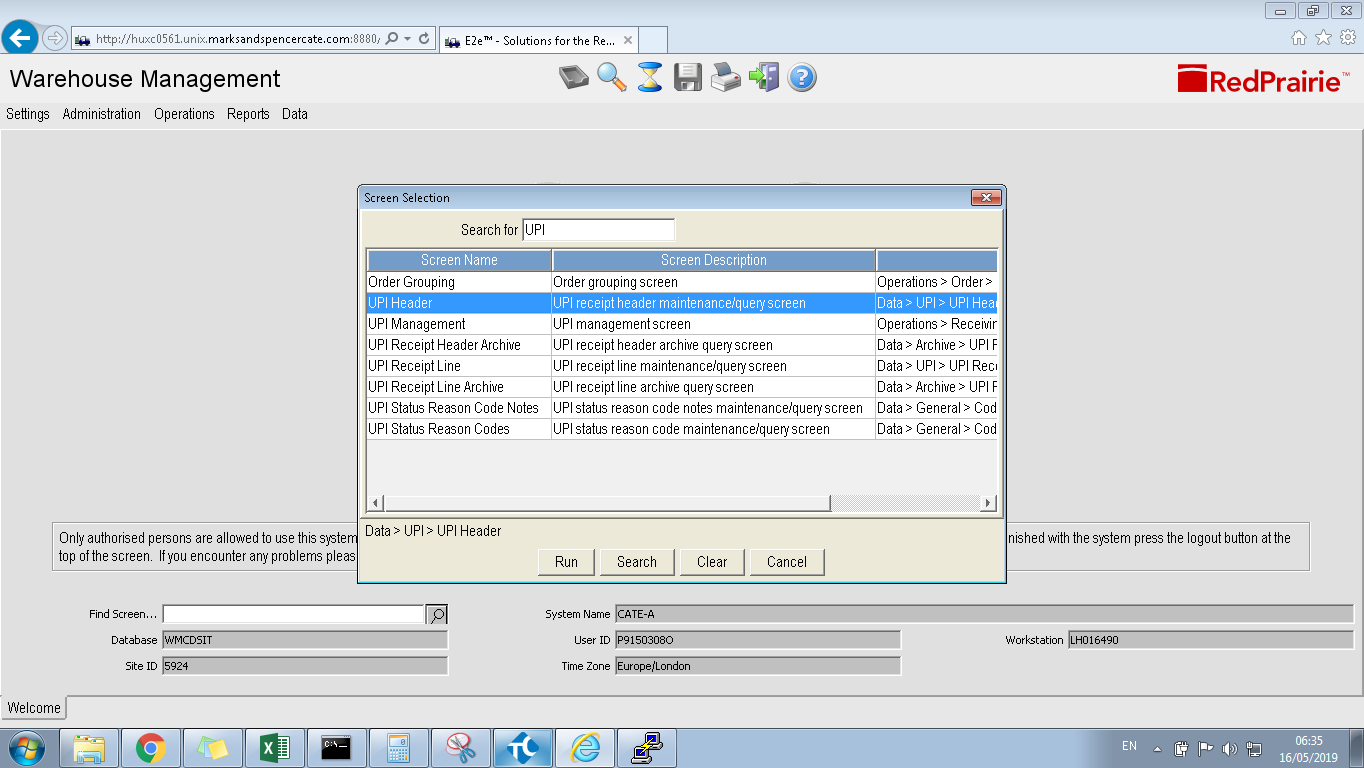 http://huxc0561.unix.marksandspencercate.com:8880/
E2e™ - Solutions for the Re...
Warehouse Management
RedPrairie™
Settings Administration Operations Reports Data
Screen Selection
Search for UPI
Screen Name Screen Description
Order Grouping Order grouping screen Operations > Order >
UPI Header UPI receipt header maintenance/query screen Data > UPI > UPI Hea
UPI Management UPI management screen Operations > Receivin
UPI Receipt Header Archive UPI receipt header archive query screen Data > Archive > UPI R
UPI Receipt Line UPI receipt line maintenance/query screen Data > UPI > UPI Rec
UPI Receipt Line Archive UPI receipt line archive query screen Data > Archive > UPI R
UPI Status Reason Code Notes UPI status reason code notes maintenance/query screen Data > General > Cod
UPI Status Reason Codes UPI status reason code maintenance/query screen Data > General > Cod
Data > UPI > UPI Header
Run Search Clear Cancel
Only authorised persons are allowed to use this system nished with the system press the logout button at the
top of the screen. If you encounter any problems pleas
Find Screen... System Name CATE-A
Database WMCDSIT User ID P9150308O Workstation LH016490
Site ID 5924 Time Zone Europe/London
Welcome
EN 06:35
16/05/2019